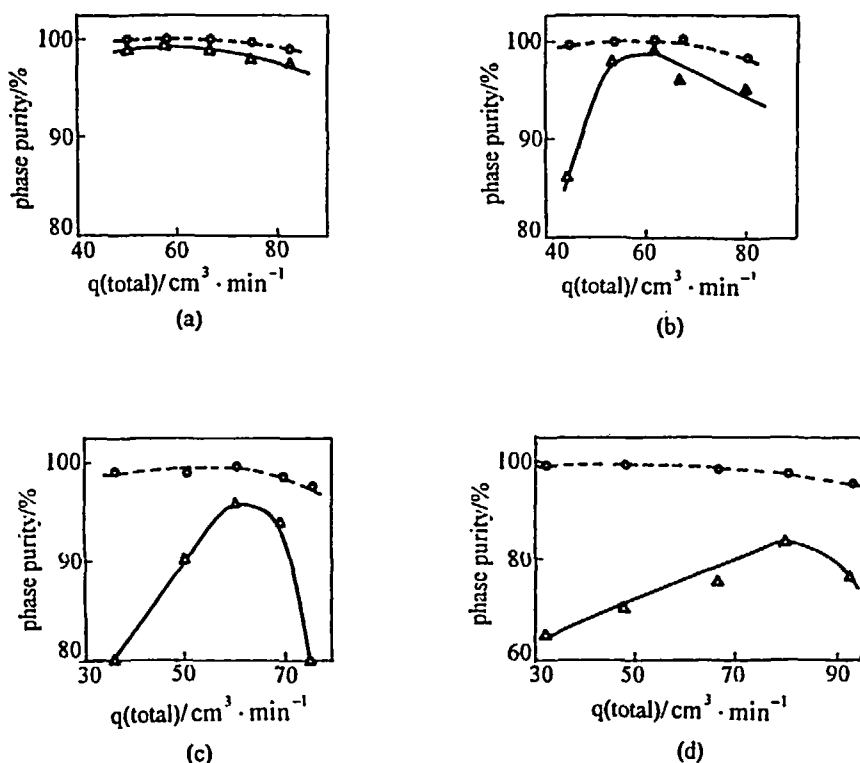 100
90
80
phase purity/%
40 60 80
q(total)/cm³ · min⁻¹
(a)
100
90
80
phase purity/%
40 60 80
q(total)/cm³ · min⁻¹
(b)
100
90
80
phase purity/%
30 50 70
q(total)/cm³ · min⁻¹
(c)
100
80
60
phase purity/%
30 50 70 90
q(total)/cm³ · min⁻¹
(d)